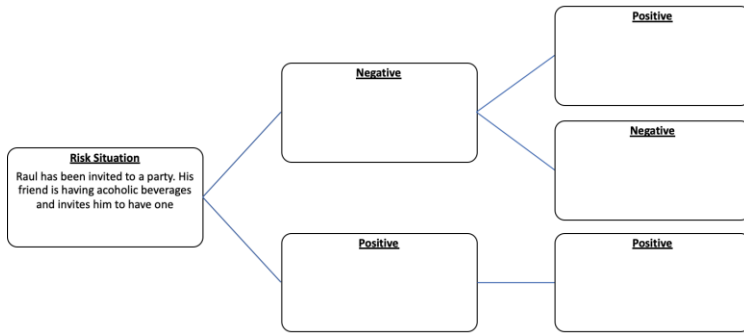 Risk Situation
Raul has been invited to a party. His
friend is having acoholic beverages
and invites him to have one
Negative
Positive
Positive
Negative
Positive